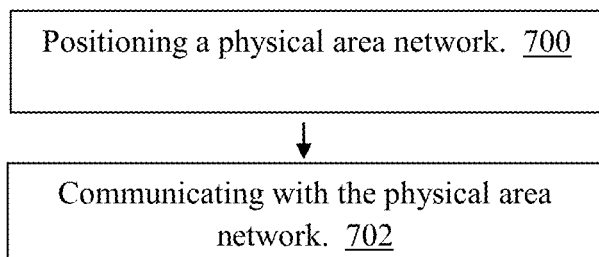 Positioning a physical area network. 700
Communicating with the physical area
network. 702